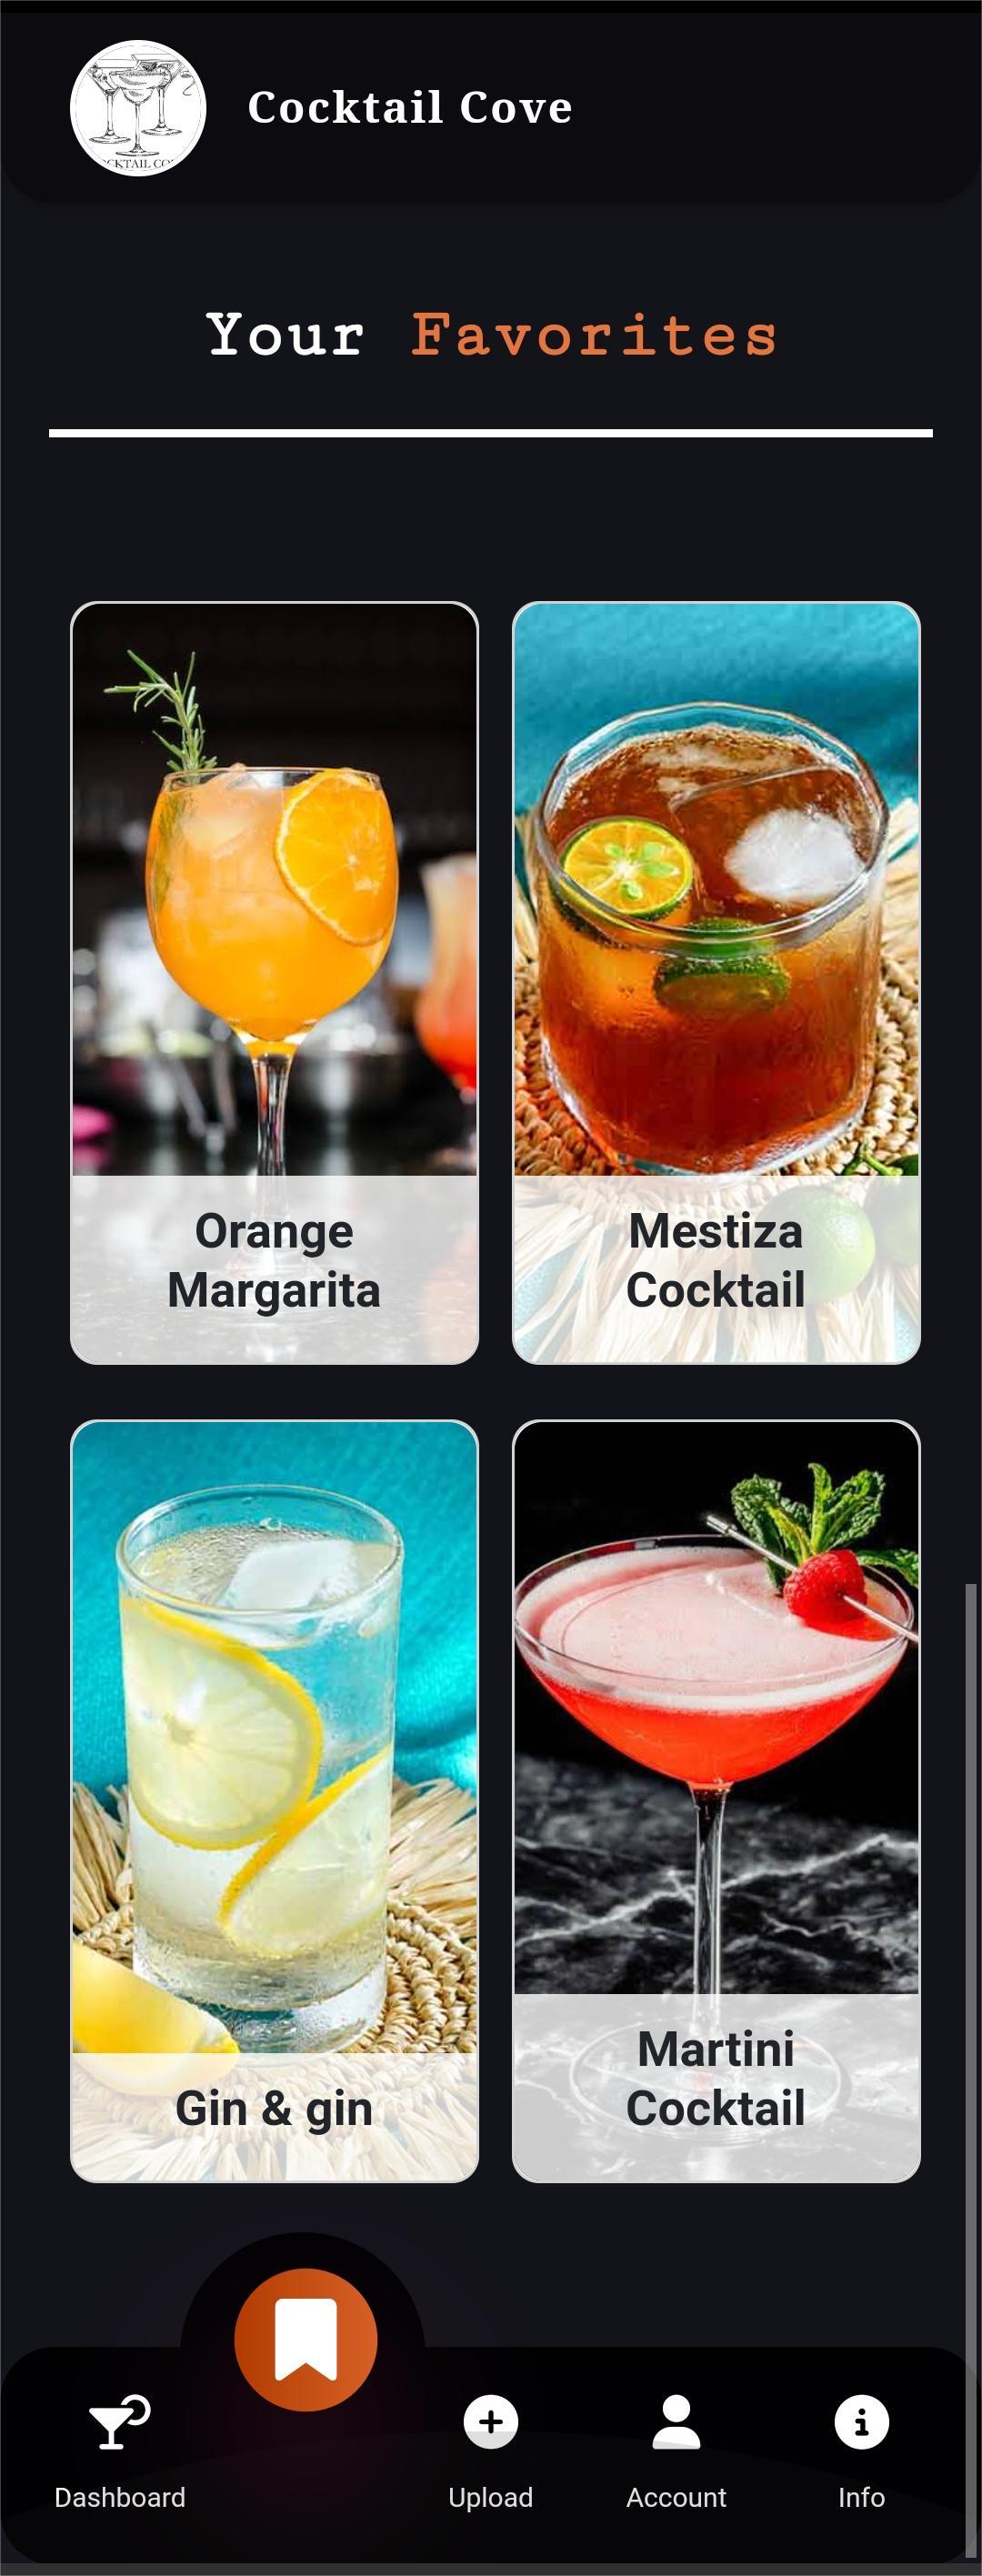 Cocktail Cove
Your Favorites
Orange
Margarita
Mestiza
Cocktail
Gin & gin
Martini
Cocktail
Dashboard
Upload
Account
Info